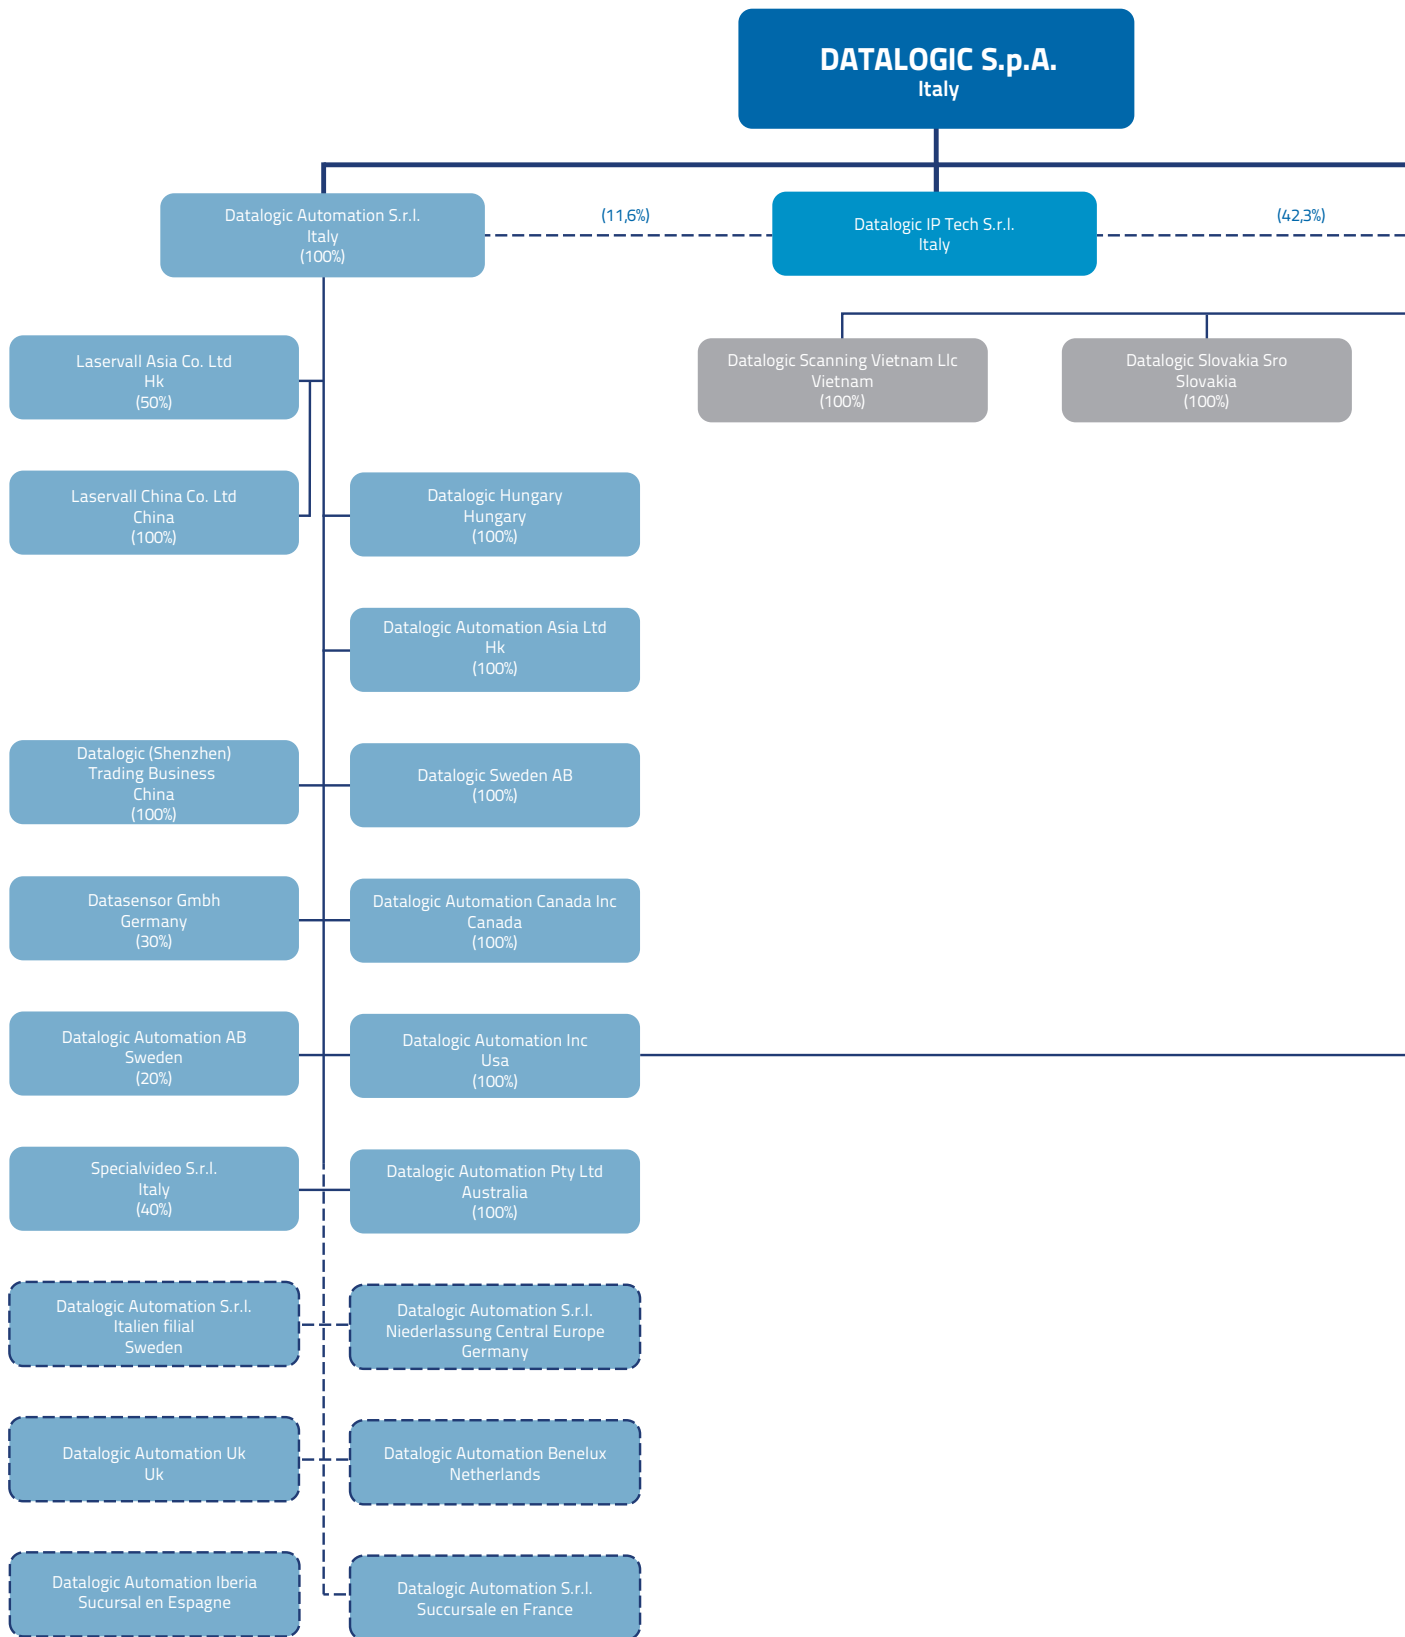 DATALOGIC S.p.A.
Italy
Datalogic Automation S.r.l.
Italy
(100%)
(11,6%)
Datalogic IP Tech S.r.l.
Italy
(42,3%)
Laservall Asia Co. Ltd
Hk
(50%)
Datalogic Scanning Vietnam Llc
Vietnam
(100%)
Datalogic Slovakia Sro
Slovakia
(100%)
Laservall China Co. Ltd
China
(100%)
Datalogic Hungary
Hungary
(100%)
Datalogic Automation Asia Ltd
Hk
(100%)
Datalogic (Shenzhen)
Trading Business
China
(100%)
Datalogic Sweden AB
(100%)
Datasensor Gmbh
Germany
(30%)
Datalogic Automation Canada Inc
Canada
(100%)
Datalogic Automation AB
Sweden
(20%)
Datalogic Automation Inc
Usa
(100%)
Specialvideo S.r.l.
Italy
(40%)
Datalogic Automation Pty Ltd
Australia
(100%)
Datalogic Automation S.r.l.
Italien filial
Sweden
Datalogic Automation S.r.l.
Niederlassung Central Europe
Germany
Datalogic Automation Uk
Uk
Datalogic Automation Benelux
Netherlands
Datalogic Automation Iberia
Sucursal en Espagne
Datalogic Automation S.r.l.
Succursale en France